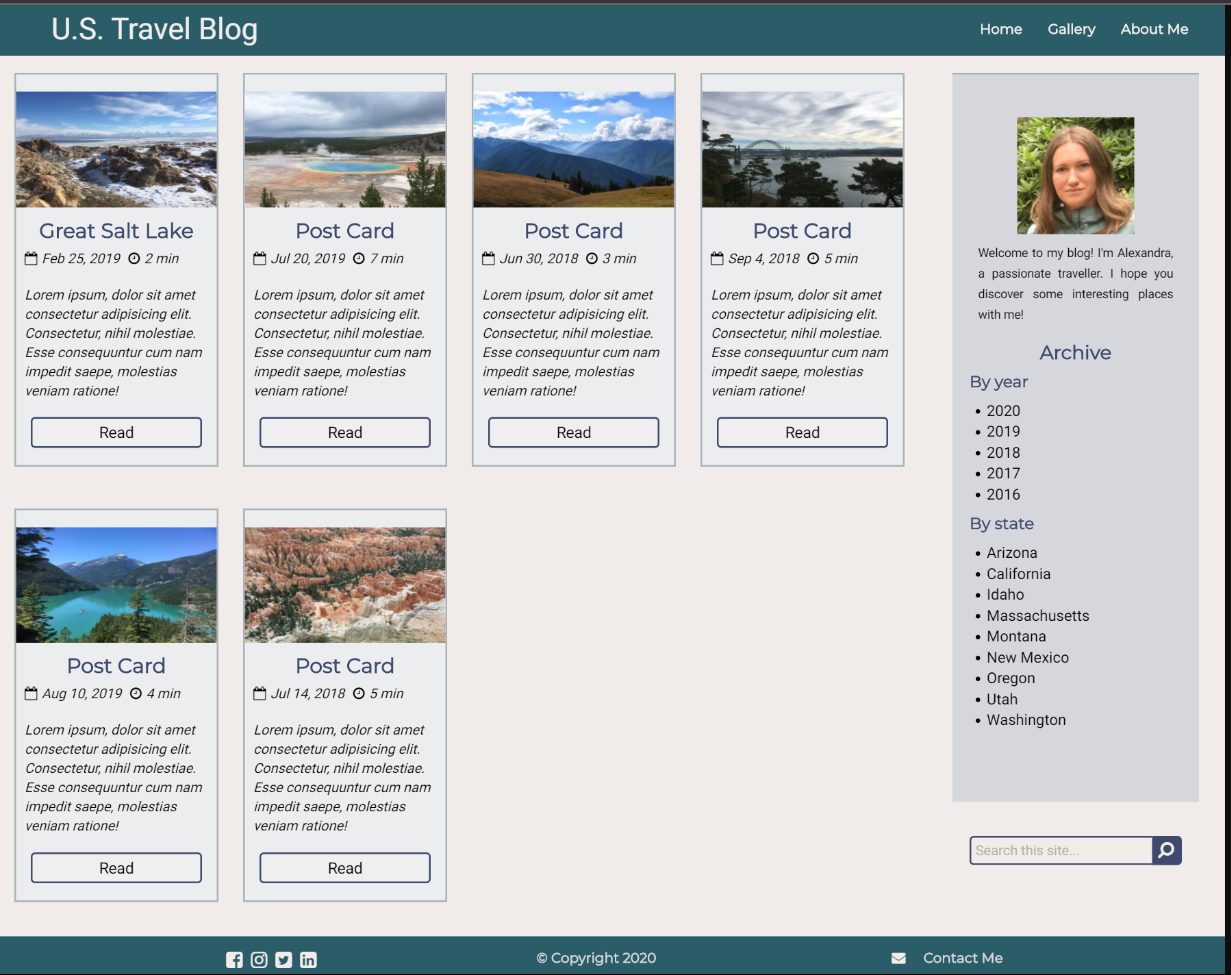 U.S. Travel Blog
Home Gallery About Me
Great Salt Lake
Feb 25, 2019 2 min
Lorem ipsum, dolor sit amet
consectetur adipisicing elit.
Consectetur, nihil molestiae.
Esse consequuntur cum nam
impedit saepe, molestias
veniam ratione!
Read
Post Card
Jul 20, 2019 7 min
Lorem ipsum, dolor sit amet
consectetur adipisicing elit.
Consectetur, nihil molestiae.
Esse consequuntur cum nam
impedit saepe, molestias
veniam ratione!
Read
Post Card
Jun 30, 2018 3 min
Lorem ipsum, dolor sit amet
consectetur adipisicing elit.
Consectetur, nihil molestiae.
Esse consequuntur cum nam
impedit saepe, molestias
veniam ratione!
Read
Post Card
Sep 4, 2018 5 min
Lorem ipsum, dolor sit amet
consectetur adipisicing elit.
Consectetur, nihil molestiae.
Esse consequuntur cum nam
impedit saepe, molestias
veniam ratione!
Read
Post Card
Aug 10, 2019 4 min
Lorem ipsum, dolor sit amet
consectetur adipisicing elit.
Consectetur, nihil molestiae.
Esse consequuntur cum nam
impedit saepe, molestias
veniam ratione!
Read
Post Card
Jul 14, 2018 5 min
Lorem ipsum, dolor sit amet
consectetur adipisicing elit.
Consectetur, nihil molestiae.
Esse consequuntur cum nam
impedit saepe, molestias
veniam ratione!
Read
Welcome to my blog! I'm Alexandra,
a passionate traveller. I hope you
discover some interesting places
with me!
Archive
By year
• 2020
• 2019
• 2018
• 2017
• 2016
By state
• Arizona
• California
• Idaho
• Massachusetts
• Montana
• New Mexico
• Oregon
• Utah
• Washington
Search this site...
© Copyright 2020
Contact Me